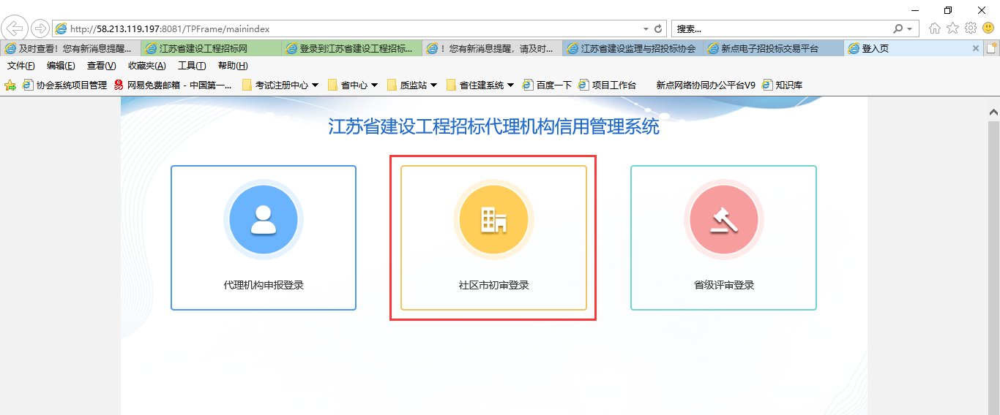 http://58.213.119.197:8081/TPFrame/mainindex
搜索...
及时查看！您有新消息提醒...
江苏省建设工程招标网
登录到江苏省建设工程招标...
！您有新消息提醒，请及时...
江苏省建设监理与招投标协会
新点电子招投标交易平台
登入页
文件(F) 编辑(E) 查看(V) 收藏夹(A) 工具(T) 帮助(H)
协会系统项目管理 网易免费邮箱 - 中国第一... 考试注册中心 省中心 质监站 省住建系统 百度一下 项目工作台 新点网络协同办公平台V9 知识库
江苏省建设工程招标代理机构信用管理系统
代理机构申报登录
社区市初审登录
省级评审登录